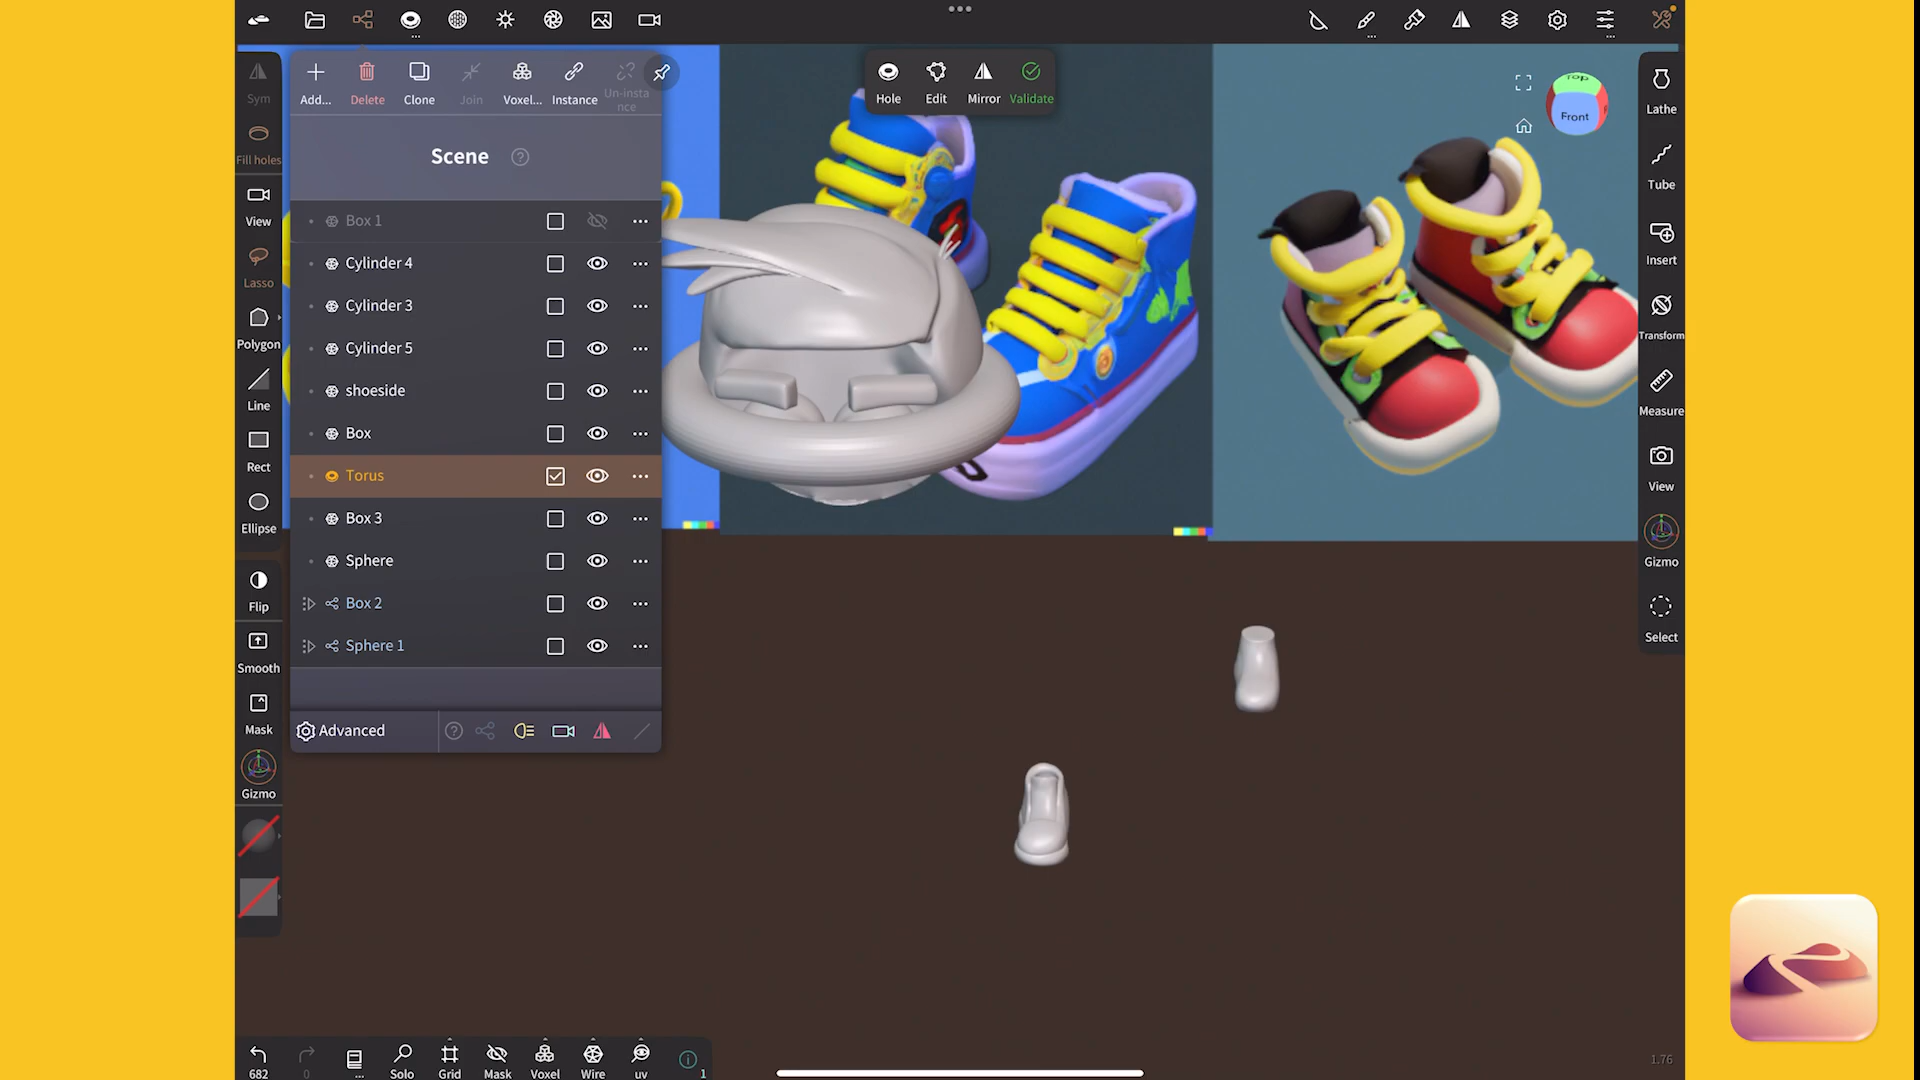 Sym
Fill holes
View
Lasso
Polygon
Line
Rect
Ellipse
Flip
Smooth
Mask
Gizmo
Add...
Delete
Clone
Join
Voxel...
Instance
Un-insta
nce
Scene
Box 1
Cylinder 4
Cylinder 3
Cylinder 5
shoeside
Box
Torus
Box 3
Sphere
Box 2
Sphere 1
Advanced
Hole
Edit
Mirror
Validate
Top
Front
Lathe
Tube
Insert
Transform
Measure
View
Gizmo
Select
682
0
...
Solo
Grid
Mask
Voxel
Wire
uv
1
1.76